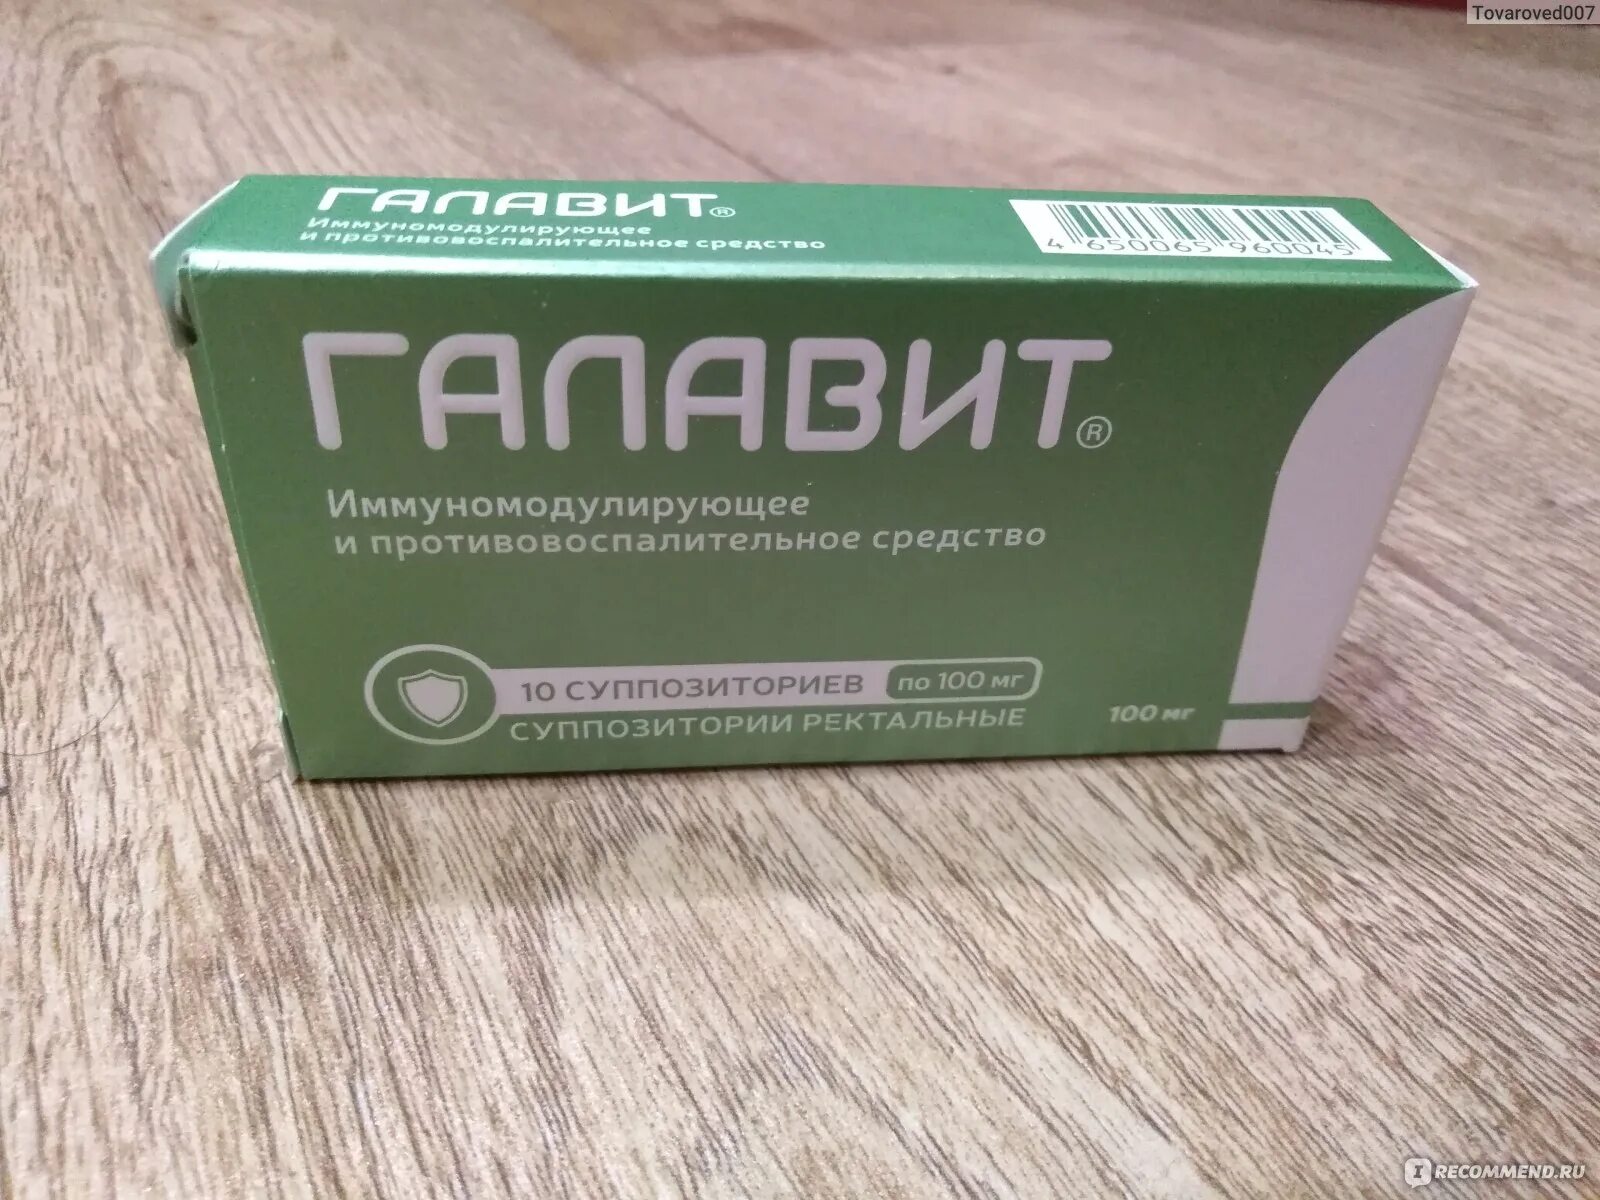 Tovaroved007
ГАЛАВИТ®
Иммуномодулирующее
и противовоспалительное средство
4 650065 960045
ГАЛАВИТ®
Иммуномодулирующее
и противовоспалительное средство
10 СУППОЗИТОРИЕВ по 100 мг
СУППОЗИТОРИИ РЕКТАЛЬНЫЕ
100 мг
IRECOMMEND.RU